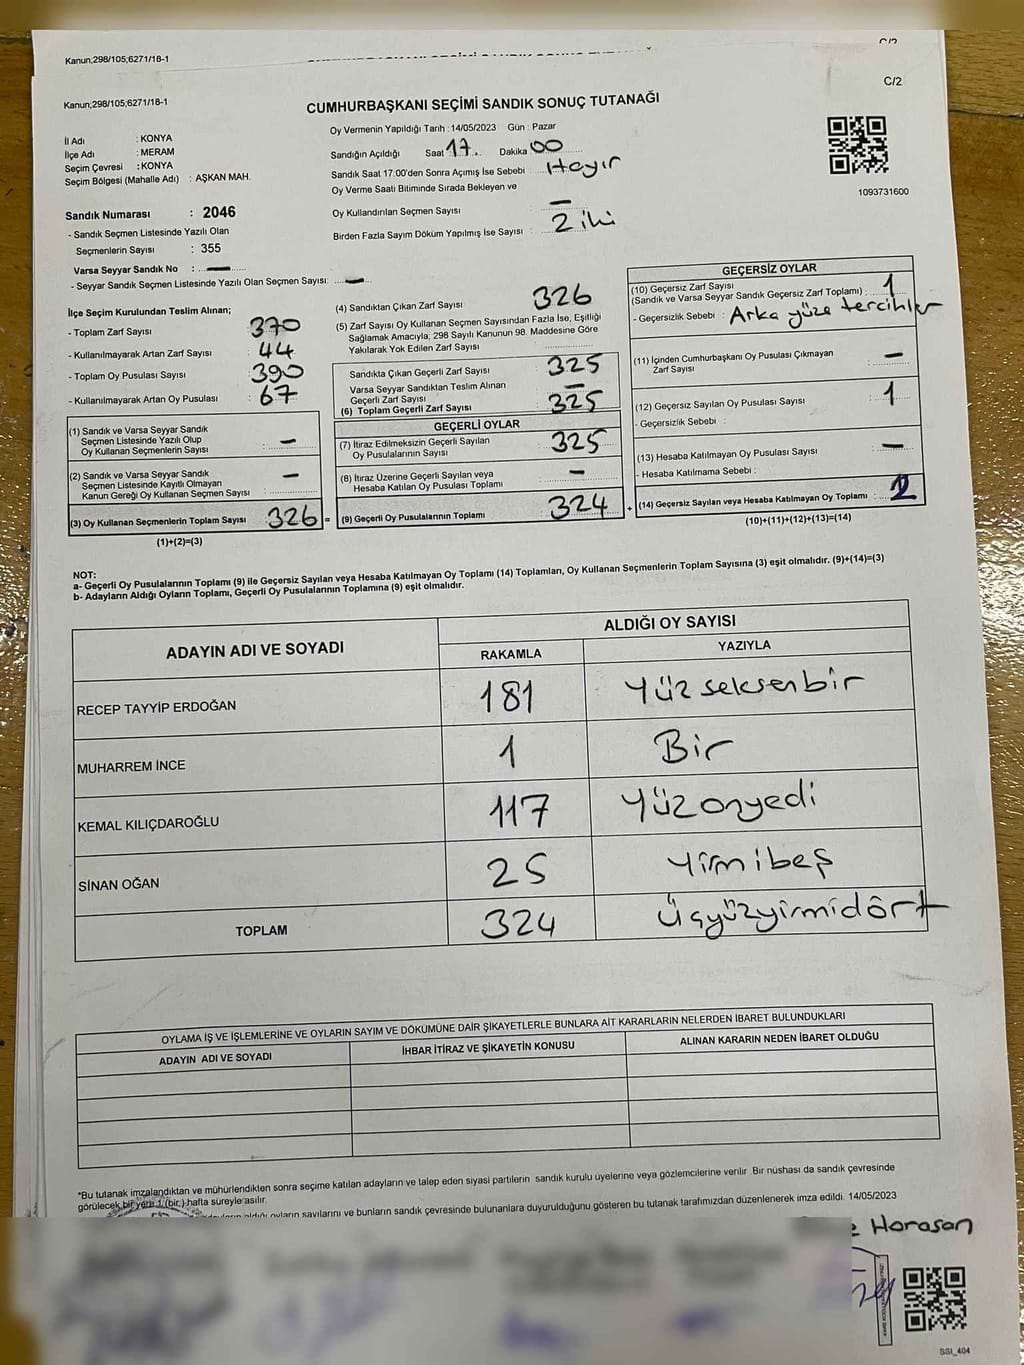 C/2
Kanun;298/105;6271/18-1
C/2
Kanun;298/105;6271/18-1
CUMHURBAŞKANI SEÇİMİ SANDIK SONUÇ TUTANAĞI
İl Adı : KONYA
İlçe Adı : MERAM
Seçim Çevresi : KONYA
Seçim Bölgesi (Mahalle Adı) : AŞKAN MAH.
Sandık Numarası : 2046
- Sandık Seçmen Listesinde Yazılı Olan
Seçmenlerin Sayısı : 355
Varsa Seyyar Sandık No : —
- Seyyar Sandık Seçmen Listesinde Yazılı Olan Seçmen Sayısı: —
Oy Vermenin Yapıldığı Tarih : 14/05/2023 Gün : Pazar
Sandığın Açıldığı Saat 17. Dakika 00
Sandık Saat 17:00'den Sonra Açımış İse Sebebi Hayır
Oy Verme Saati Bitiminde Sırada Bekleyen ve
Oy Kullandırılan Seçmen Sayısı : —
Birden Fazla Sayım Döküm Yapılmış İse Sayısı : 2 iki
1093731600
İlçe Seçim Kurulundan Teslim Alınan;
- Toplam Zarf Sayısı : 370
- Kullanılmayarak Artan Zarf Sayısı : 44
- Toplam Oy Pusulası Sayısı : 390
- Kullanılmayarak Artan Oy Pusulası : 67
(1) Sandık ve Varsa Seyyar Sandık
Seçmen Listesinde Yazılı Olup
Oy Kullanan Seçmenlerin Sayısı : —
(2) Sandık ve Varsa Seyyar Sandık
Seçmen Listesinde Kayıtlı Olmayan
Kanun Gereği Oy Kullanan Seçmen Sayısı : —
(3) Oy Kullanan Seçmenlerin Toplam Sayısı 326 =
(1)+(2)=(3)
(4) Sandıktan Çıkan Zarf Sayısı : 326
(5) Zarf Sayısı Oy Kullanan Seçmen Sayısından Fazla İse, Eşitliği
Sağlamak Amacıyla; 298 Sayılı Kanunun 98. Maddesine Göre
Yakılarak Yok Edilen Zarf Sayısı
Sandıkta Çıkan Geçerli Zarf Sayısı : 325
Varsa Seyyar Sandıktan Teslim Alınan
Geçerli Zarf Sayısı : —
(6) Toplam Geçerli Zarf Sayısı : 325
GEÇERLİ OYLAR
(7) İtiraz Edilmeksizin Geçerli Sayılan
Oy Pusulalarının Sayısı : 325
(8) İtiraz Üzerine Geçerli Sayılan veya
Hesaba Katılan Oy Pusulası Toplamı : —
(9) Geçerli Oy Pusulalarının Toplamı : 324 +
GEÇERSİZ OYLAR
(10) Geçersiz Zarf Sayısı
(Sandık ve Varsa Seyyar Sandık Geçersiz Zarf Toplamı) : 1
- Geçersizlik Sebebi : Arka yüze tercihler
(11) İçinden Cumhurbaşkanı Oy Pusulası Çıkmayan
Zarf Sayısı : —
(12) Geçersiz Sayılan Oy Pusulası Sayısı : 1
- Geçersizlik Sebebi :
(13) Hesaba Katılmayan Oy Pusulası Sayısı : —
- Hesaba Katılmama Sebebi :
(14) Geçersiz Sayılan veya Hesaba Katılmayan Oy Toplamı : 2
(10)+(11)+(12)+(13)=(14)
NOT:
a- Geçerli Oy Pusulalarının Toplamı (9) ile Geçersiz Sayılan veya Hesaba Katılmayan Oy Toplamı (14) Toplamları, Oy Kullanan Seçmenlerin Toplam Sayısına (3) eşit olmalıdır. (9)+(14)=(3)
b- Adayların Aldığı Oyların Toplamı, Geçerli Oy Pusulalarının Toplamına (9) eşit olmalıdır.
ADAYIN ADI VE SOYADI ALDIĞI OY SAYISI
RAKAMLA YAZIYLA
RECEP TAYYİP ERDOĞAN 181 Yüz seksenbir
MUHARREM İNCE 1 Bir
KEMAL KILIÇDAROĞLU 117 Yüzonyedi
SİNAN OĞAN 25 Yirmibeş
TOPLAM 324 Üçyüzyirmidört
OYLAMA İŞ VE İŞLEMLERİNE VE OYLARIN SAYIM VE DÖKÜMÜNE DAİR ŞİKAYETLERLE BUNLARA AİT KARARLARIN NELERDEN İBARET BULUNDUKLARI
ADAYIN ADI VE SOYADI İHBAR İTİRAZ VE ŞİKAYETİN KONUSU ALINAN KARARIN NEDEN İBARET OLDUĞU
*Bu tutanak imzalandıktan ve mühürlendikten sonra seçime katılan adayların ve talep eden siyasi partilerin sandık kurulu üyelerine veya gözlemcilerine verilir. Bir nüshası da sandık çevresinde
görülecek bir yere 1 (bir) hafta süreyle asılır.
aldığı oyların sayılarını ve bunların sandık çevresinde bulunanlara duyurulduğunu gösteren bu tutanak tarafımızdan düzenlenerek imza edildi. 14/05/2023
Horasan
SSI_404